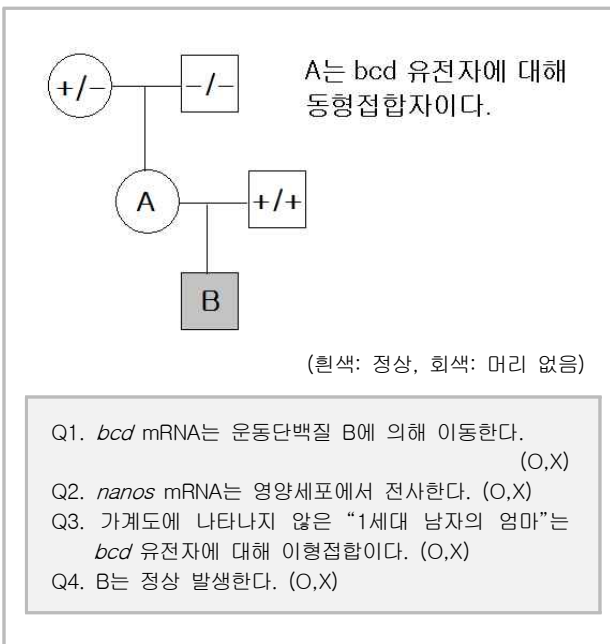 +/-
-/-
A는 bcd 유전자에 대해
동형접합자이다.
A
+/+
B
(흰색: 정상, 회색: 머리 없음)
Q1. bcd mRNA는 운동단백질 B에 의해 이동한다.
(O,X)
Q2. nanos mRNA는 영양세포에서 전사한다. (O,X)
Q3. 가계도에 나타나지 않은 “1세대 남자의 엄마”는
bcd 유전자에 대해 이형접합이다. (O,X)
Q4. B는 정상 발생한다. (O,X)